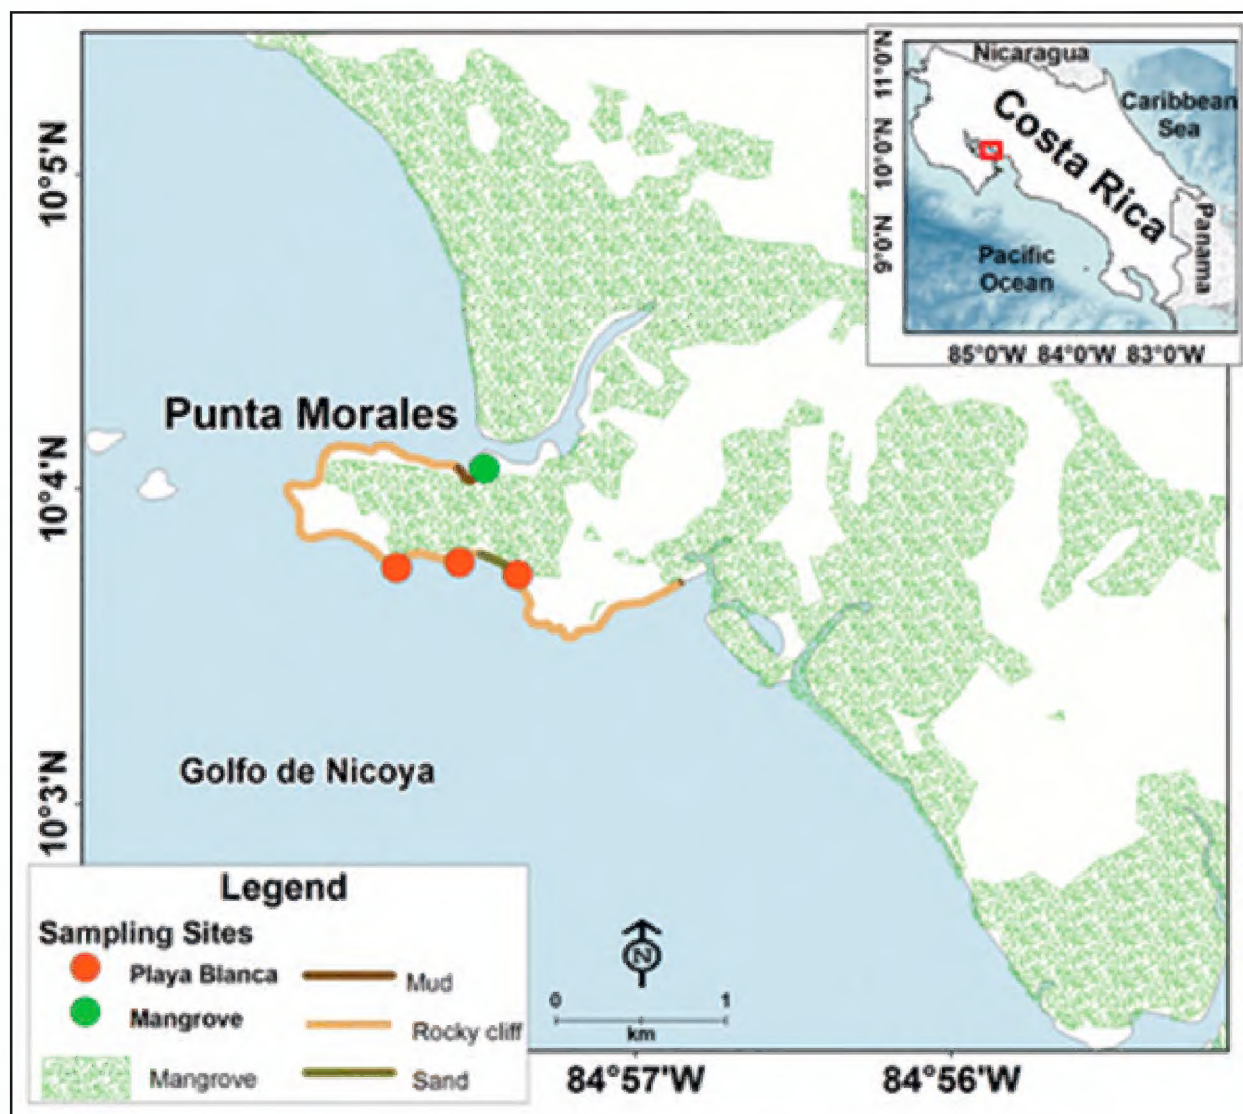 Nicaragua
Caribbean
Sea
Costa Rica
Panama
Pacific
Ocean
11°0'N
10°0'N
9°0'N
85°0'W 84°0'W 83°0'W
10°5'N
Punta Morales
10°4'N
Golfo de Nicoya
10°3'N
Legend
Sampling Sites
Playa Blanca
Mangrove
Mangrove
Mud
Rocky cliff
Sand
N
0 1
km
84°57'W 84°56'W